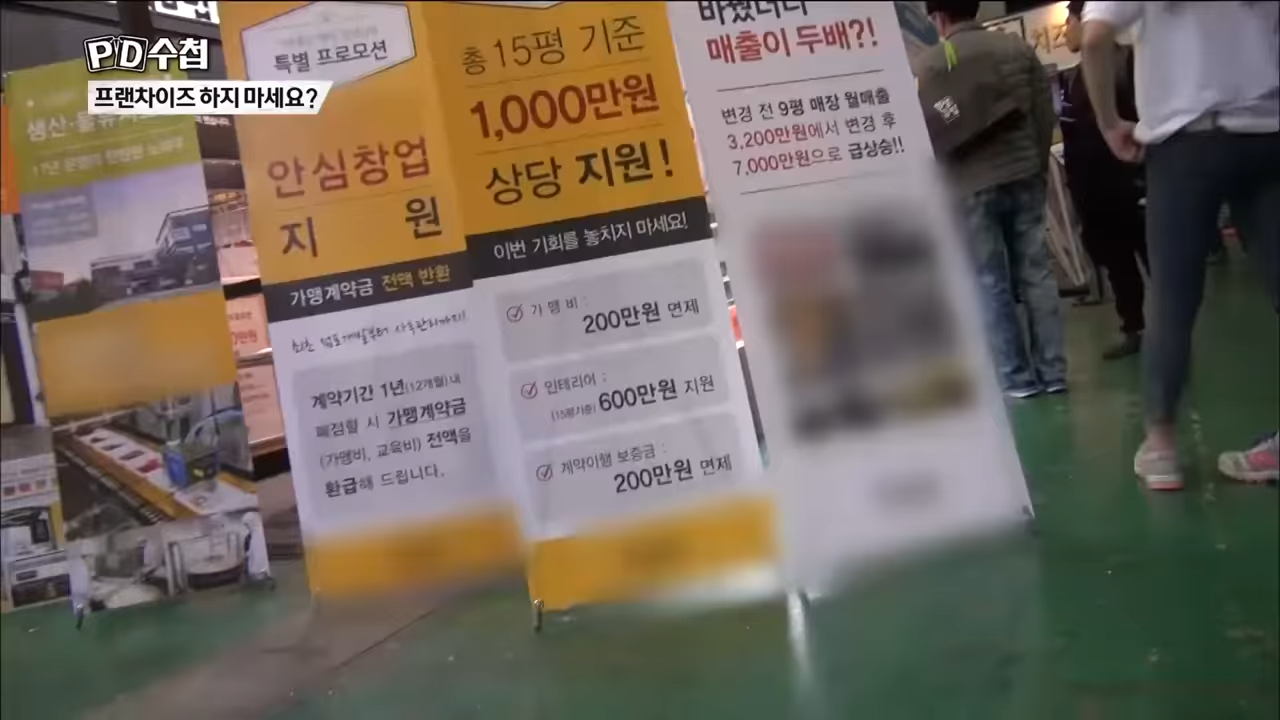 PD수첩
프랜차이즈 하지 마세요?
특별 프로모션
안심창업
지 원
가맹계약금 전액 반환
계약기간 1년(12개월)내
폐점할 시 가맹계약금
(가맹비, 교육비) 전액을
환급해 드립니다.
총 15평 기준
1,000만원
상당 지원!
이번 기회를 놓치지 마세요!
가맹비 :
200만원 면제
인테리어 :
(15평기준) 600만원 지원
계약이행 보증금 :
200만원 면제
바꿨더니
매출이 두배?!
변경 전 9평 매장 월매출
3,200만원에서 변경 후
7,000만원으로 급상승!!